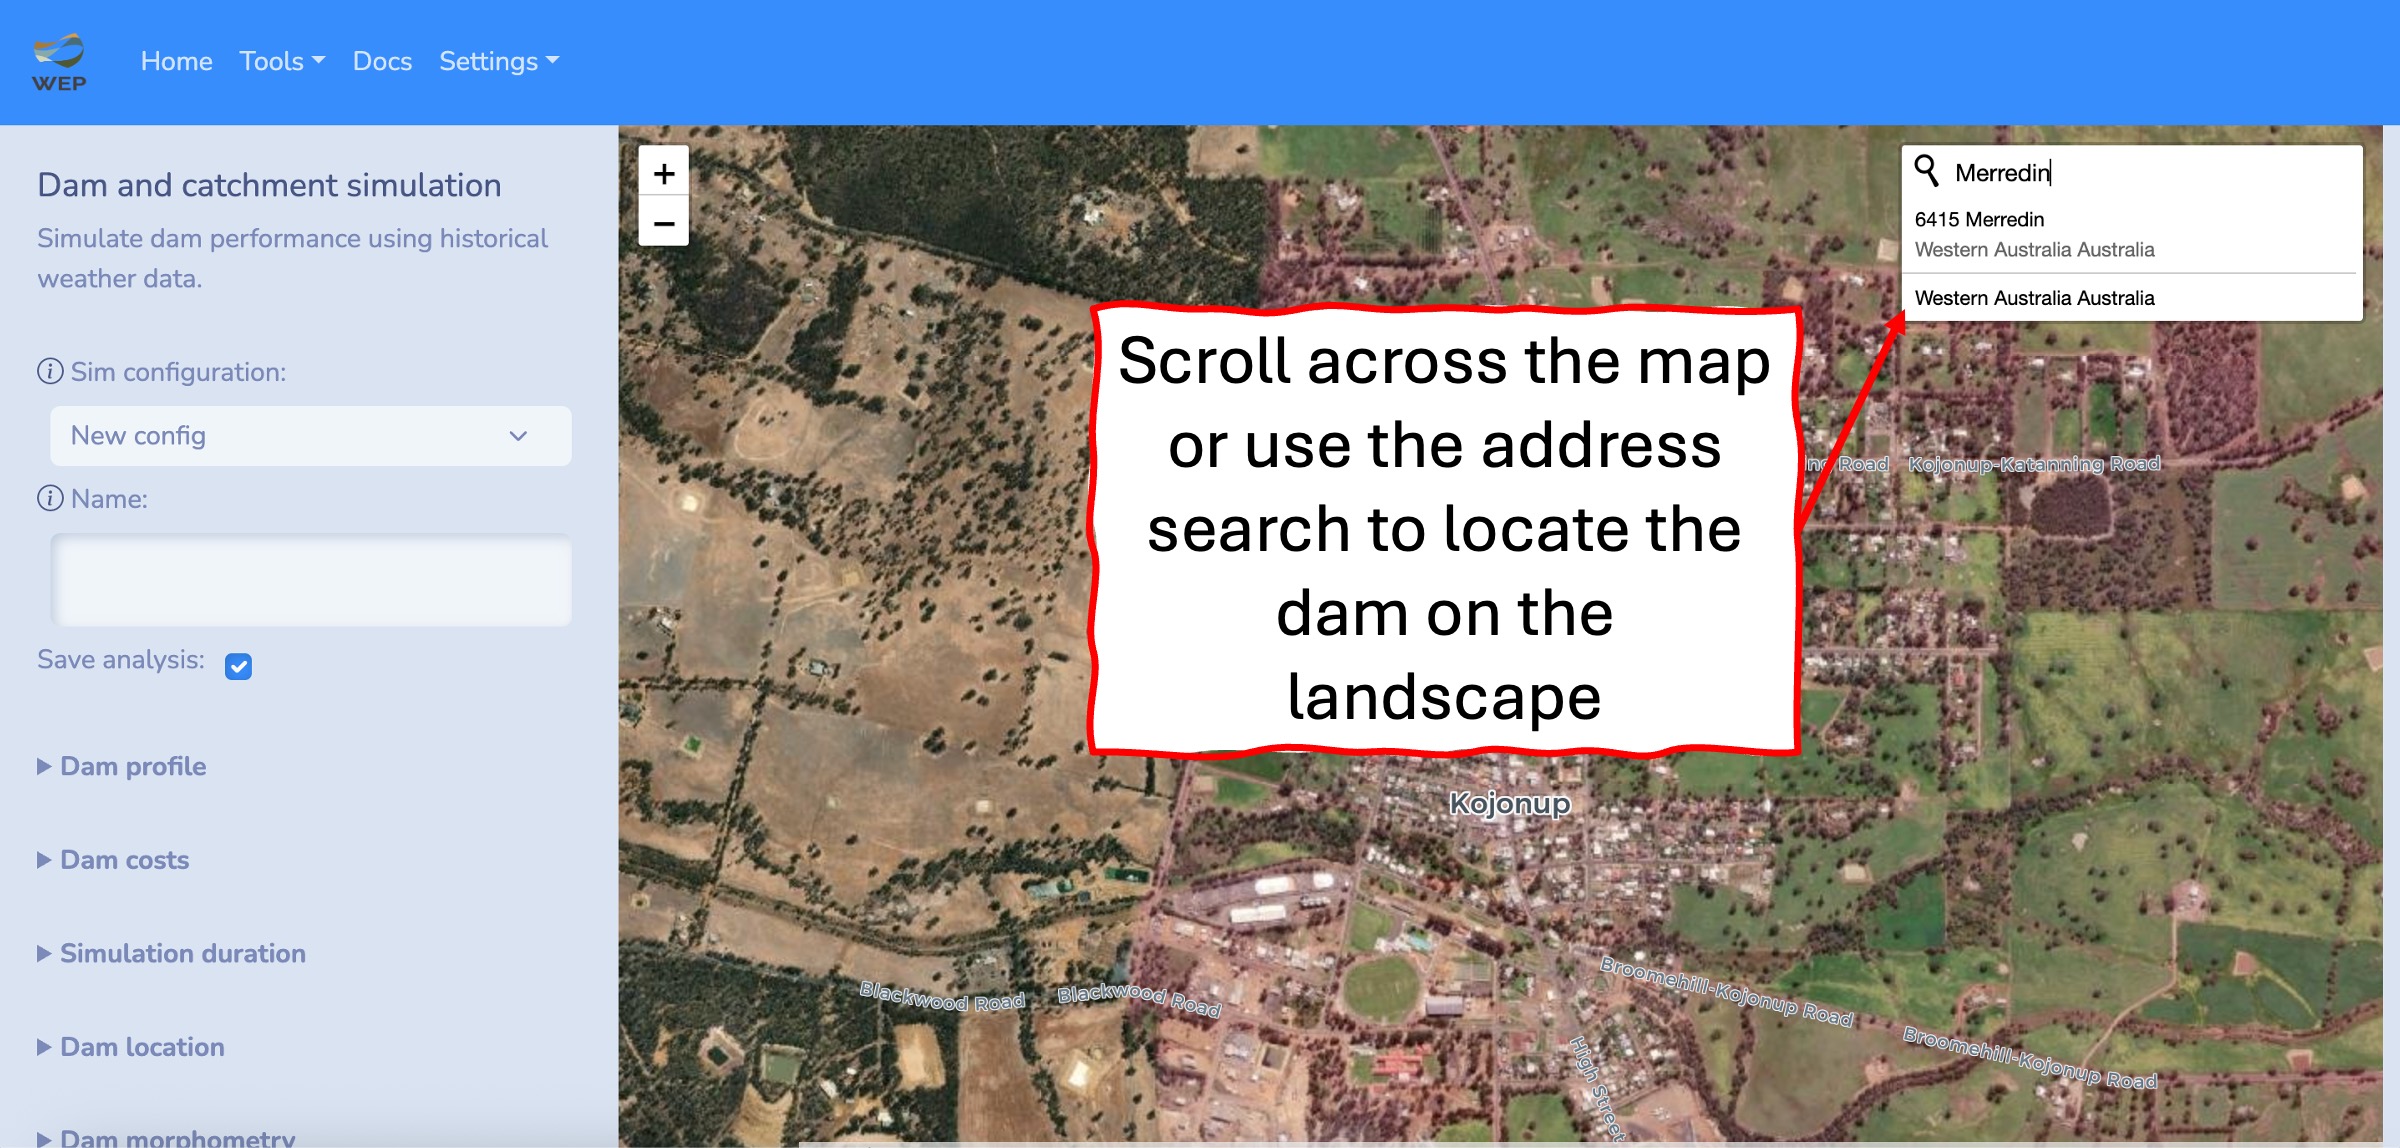 WEP
Home Tools Docs Settings
Dam and catchment simulation
Simulate dam performance using historical
weather data.
Sim configuration:
New config
Name:
Save analysis:
Dam profile
Dam costs
Simulation duration
Dam location
Dam morphometry
+
−
Merredin
6415 Merredin
Western Australia Australia
Western Australia Australia
Scroll across the map
or use the address
search to locate the
dam on the
landscape
Road Kojonup-Katanning Road
Kojonup
Blackwood Road Blackwood Road
Broomehill-Kojonup Road
Broomehill-Kojonup Road
High Street